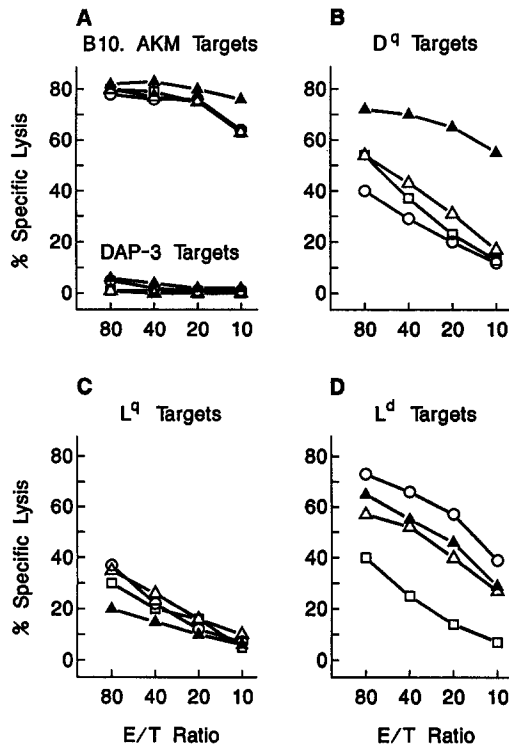 A
B10. AKM Targets
80
60
40
20
0
% Specific Lysis
DAP-3 Targets
80 40 20 10
B
D^q Targets
80
60
40
20
0
80 40 20 10
C
L^q Targets
80
60
40
20
0
% Specific Lysis
80 40 20 10
E/T Ratio
D
L^d Targets
80
60
40
20
0
80 40 20 10
E/T Ratio